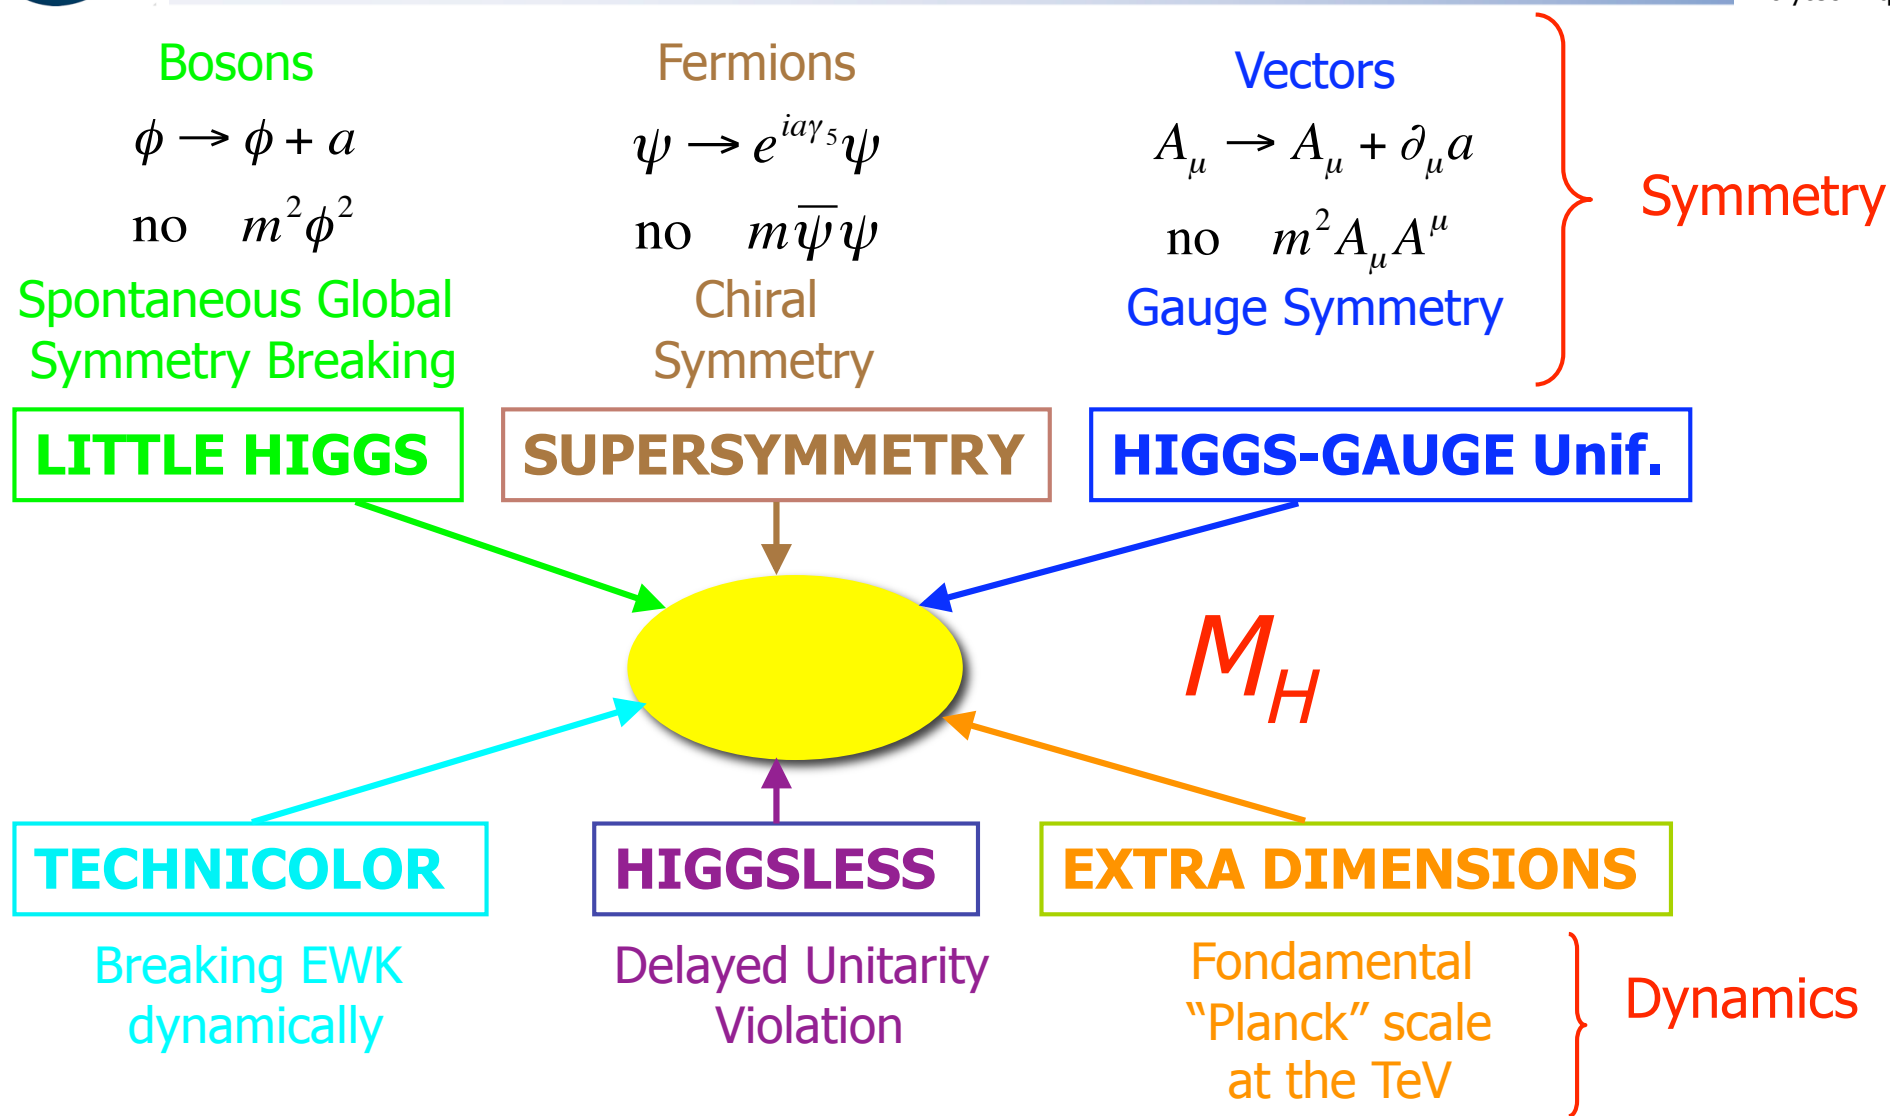 Bosons
ϕ → ϕ + a
no m²ϕ²
Spontaneous Global
Symmetry Breaking
Fermions
ψ → e^{iaγ₅}ψ
no mψ̅ψ
Chiral
Symmetry
Vectors
A_μ → A_μ + ∂_μa
no m²A_μA^μ
Gauge Symmetry
Symmetry
LITTLE HIGGS
SUPERSYMMETRY
HIGGS-GAUGE Unif.
M_H
TECHNICOLOR
HIGGSLESS
EXTRA DIMENSIONS
Breaking EWK
dynamically
Delayed Unitarity
Violation
Fondamental
“Planck” scale
at the TeV
Dynamics